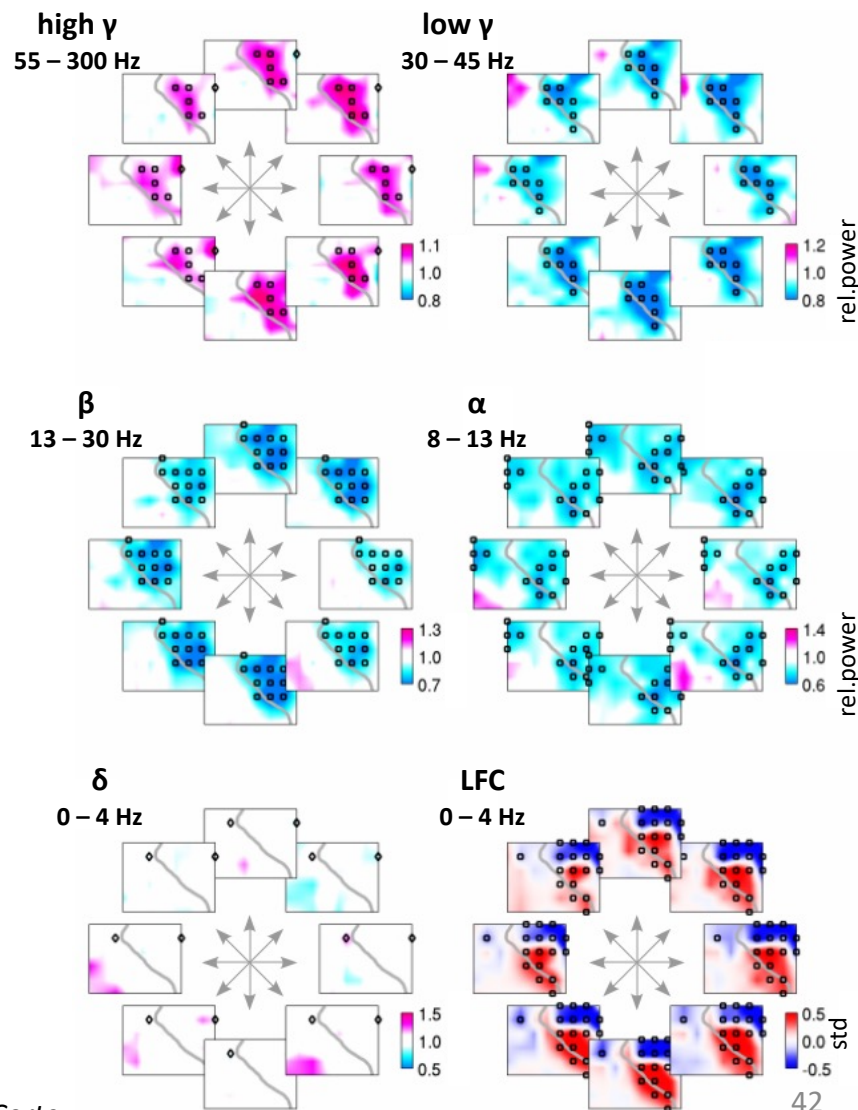 high γ
55 – 300 Hz
1.1
1.0
0.8
low γ
30 – 45 Hz
1.2
1.0
0.8
rel.power
β
13 – 30 Hz
1.3
1.0
0.7
α
8 – 13 Hz
1.4
1.0
0.6
rel.power
δ
0 – 4 Hz
1.5
1.0
0.5
LFC
0 – 4 Hz
0.5
0.0
-0.5
std
42